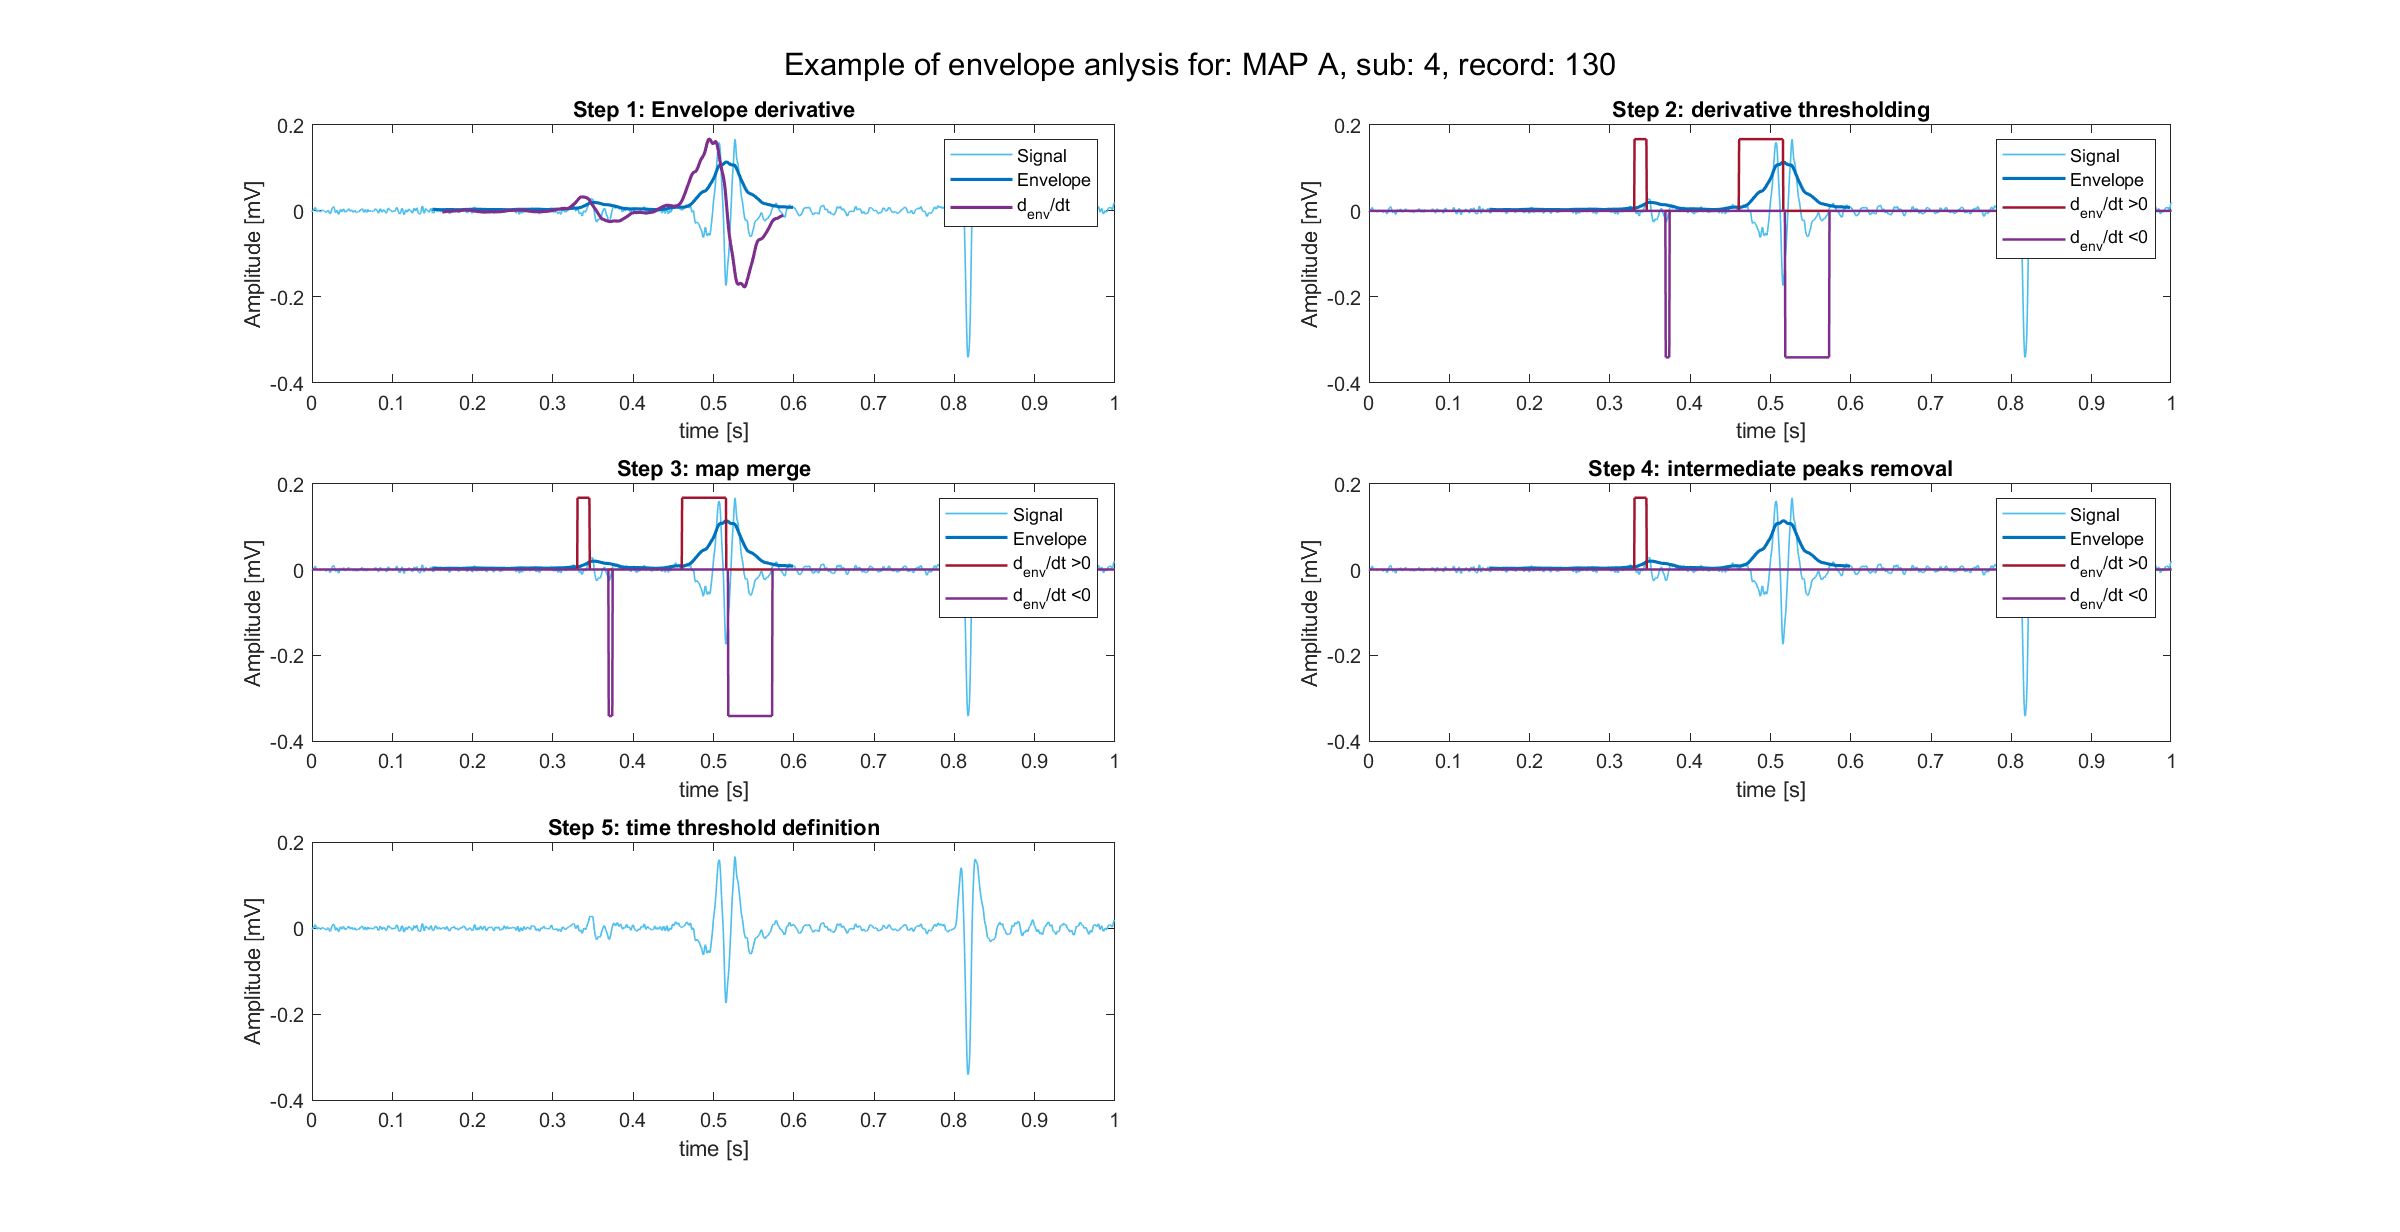 Example of envelope anlysis for: MAP A, sub: 4, record: 130
Step 1: Envelope derivative
0.2
0
-0.2
-0.4
Amplitude [mV]
0 0.1 0.2 0.3 0.4 0.5 0.6 0.7 0.8 0.9 1
time [s]
Signal
Envelope
d_env/dt
Step 2: derivative thresholding
0.2
0
-0.2
-0.4
Amplitude [mV]
0 0.1 0.2 0.3 0.4 0.5 0.6 0.7 0.8 0.9 1
time [s]
Signal
Envelope
d_env/dt >0
d_env/dt <0
Step 3: map merge
0.2
0
-0.2
-0.4
Amplitude [mV]
0 0.1 0.2 0.3 0.4 0.5 0.6 0.7 0.8 0.9 1
time [s]
Signal
Envelope
d_env/dt >0
d_env/dt <0
Step 4: intermediate peaks removal
0.2
0
-0.2
-0.4
Amplitude [mV]
0 0.1 0.2 0.3 0.4 0.5 0.6 0.7 0.8 0.9 1
time [s]
Signal
Envelope
d_env/dt >0
d_env/dt <0
Step 5: time threshold definition
0.2
0
-0.2
-0.4
Amplitude [mV]
0 0.1 0.2 0.3 0.4 0.5 0.6 0.7 0.8 0.9 1
time [s]